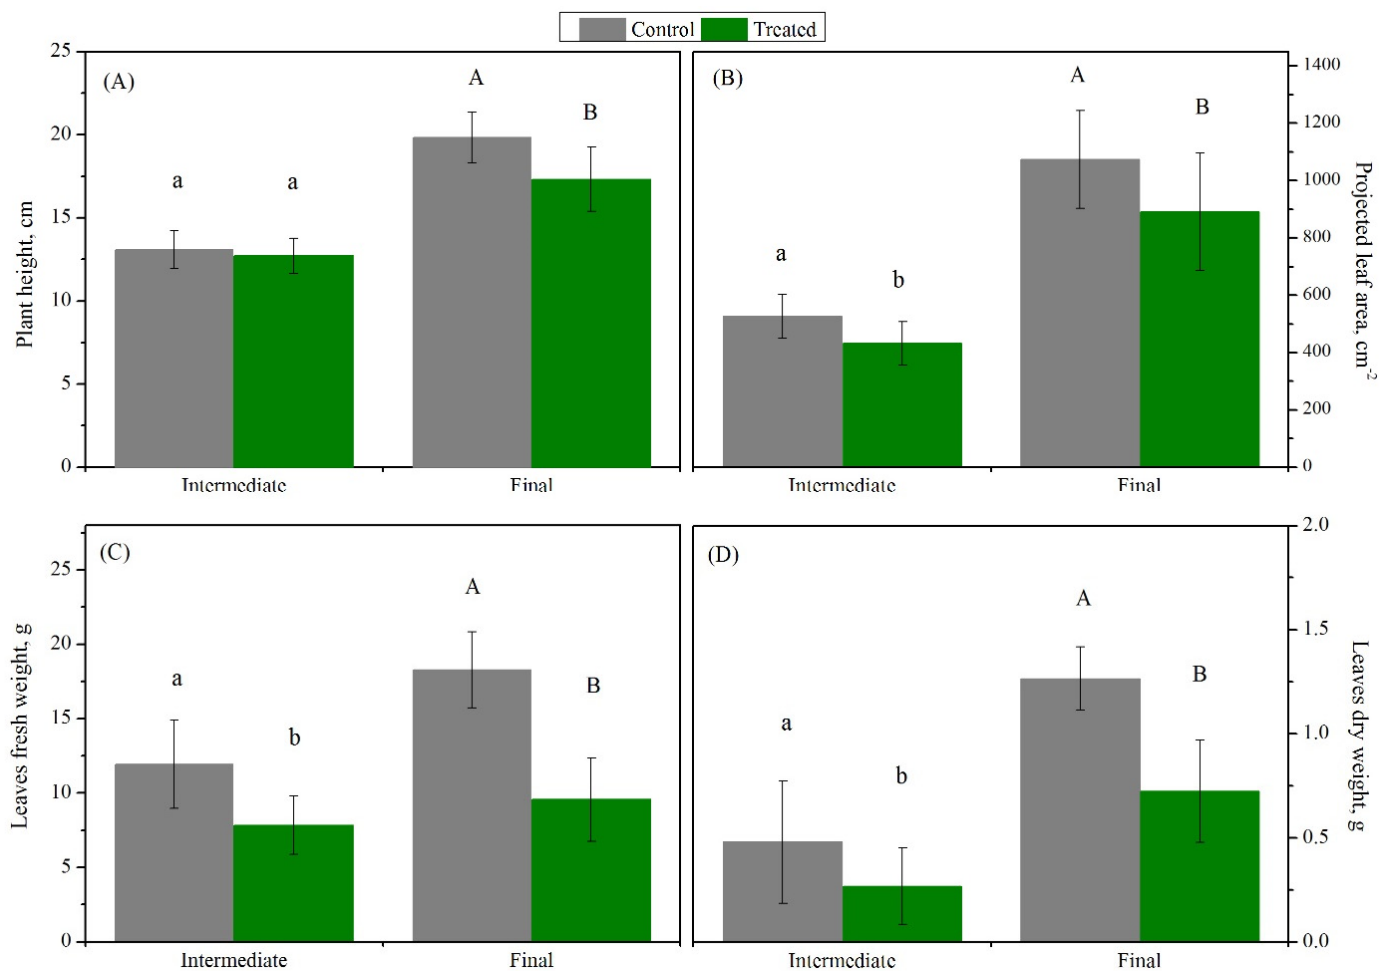 Control Treated
(A)
Plant height, cm
25
20
15
10
5
0
a
a
A
B
Intermediate
Final
(B)
Projected leaf area, cm-2
1400
1200
1000
800
600
400
200
0
a
b
A
B
Intermediate
Final
(C)
Leaves fresh weight, g
25
20
15
10
5
0
a
b
A
B
Intermediate
Final
(D)
Leaves dry weight, g
2.0
1.5
1.0
0.5
0.0
a
b
A
B
Intermediate
Final